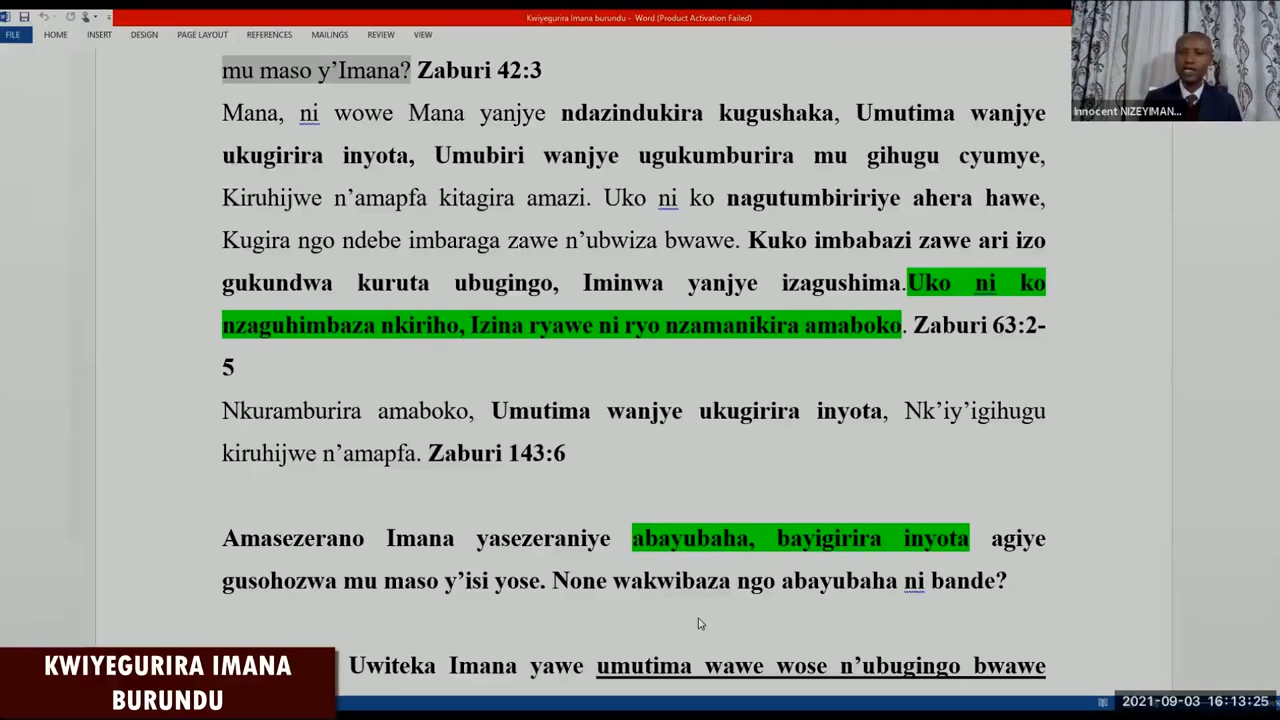 Kwiyegurira Imana burundu - Word (Product Activation Failed)
FILE HOME INSERT DESIGN PAGE LAYOUT REFERENCES MAILINGS REVIEW VIEW
Innocent NIZEYIMAN...
mu maso y’Imana? Zaburi 42:3
Mana, ni wowe Mana yanjye ndazindukira kugushaka, Umutima wanjye
ukugirira inyota, Umubiri wanjye ugukumburira mu gihugu cyumye,
Kiruhijwe n’amapfa kitagira amazi. Uko ni ko nagutumbiririye ahera hawe,
Kugira ngo ndebe imbaraga zawe n’ubwiza bwawe. Kuko imbabazi zawe ari izo
gukundwa kuruta ubugingo, Iminwa yanjye izagushima.Uko ni ko
nzaguhimbaza nkiriho, Izina ryawe ni ryo nzamanikira amaboko. Zaburi 63:2-
5
Nkuramburira amaboko, Umutima wanjye ukugirira inyota, Nk’iy’igihugu
kiruhijwe n’amapfa. Zaburi 143:6
Amasezerano Imana yasezeraniye abayubaha, bayigirira inyota agiye
gusohozwa mu maso y’isi yose. None wakwibaza ngo abayubaha ni bande?
Uwiteka Imana yawe umutima wawe wose n’ubugingo bwawe
KWIYEGURIRA IMANA
BURUNDU
2021-09-03 16:13:25